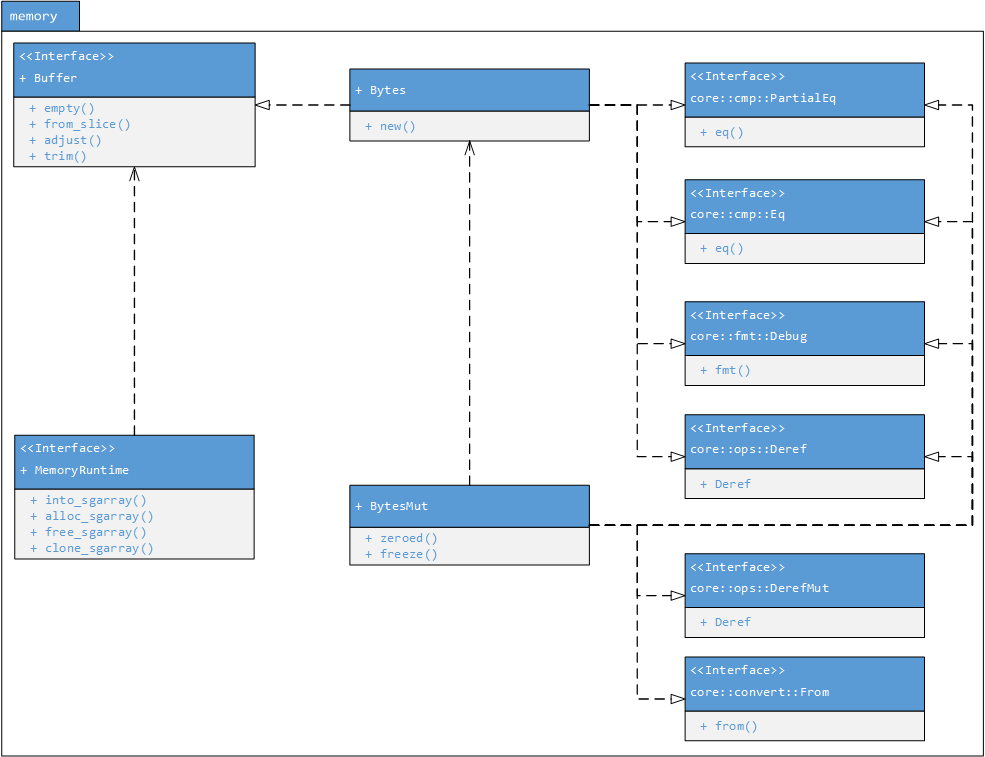 memory
<<Interface>>
+ Buffer
+ empty()
+ from_slice()
+ adjust()
+ trim()
+ Bytes
+ new()
<<Interface>>
core::cmp::PartialEq
+ eq()
<<Interface>>
core::cmp::Eq
+ eq()
<<Interface>>
core::fmt::Debug
+ fmt()
<<Interface>>
core::ops::Deref
+ Deref
<<Interface>>
+ MemoryRuntime
+ into_sgarray()
+ alloc_sgarray()
+ free_sgarray()
+ clone_sgarray()
+ BytesMut
+ zeroed()
+ freeze()
<<Interface>>
core::ops::DerefMut
+ Deref
<<Interface>>
core::convert::From
+ from()